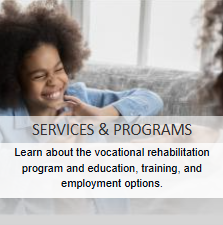 SERVICES & PROGRAMS
Learn about the vocational rehabilitation
program and education, training, and
employment options.